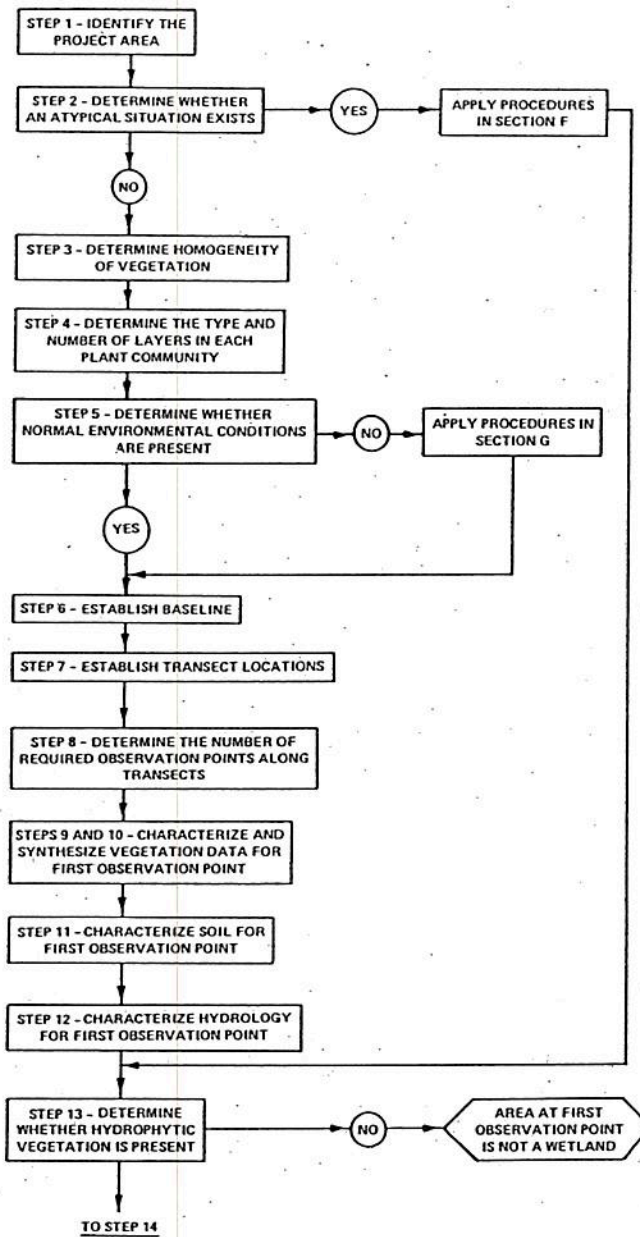 STEP 1 - IDENTIFY THE
PROJECT AREA
STEP 2 - DETERMINE WHETHER
AN ATYPICAL SITUATION EXISTS
YES
APPLY PROCEDURES
IN SECTION F
NO
STEP 3 - DETERMINE HOMOGENEITY
OF VEGETATION
STEP 4 - DETERMINE THE TYPE AND
NUMBER OF LAYERS IN EACH
PLANT COMMUNITY
STEP 5 - DETERMINE WHETHER
NORMAL ENVIRONMENTAL CONDITIONS
ARE PRESENT
NO
APPLY PROCEDURES IN
SECTION G
YES
STEP 6 - ESTABLISH BASELINE
STEP 7 - ESTABLISH TRANSECT LOCATIONS
STEP 8 - DETERMINE THE NUMBER OF
REQUIRED OBSERVATION POINTS ALONG
TRANSECTS
STEPS 9 AND 10 - CHARACTERIZE AND
SYNTHESIZE VEGETATION DATA FOR
FIRST OBSERVATION POINT
STEP 11 - CHARACTERIZE SOIL FOR
FIRST OBSERVATION POINT
STEP 12 - CHARACTERIZE HYDROLOGY
FOR FIRST OBSERVATION POINT
STEP 13 - DETERMINE
WHETHER HYDROPHYTIC
VEGETATION IS PRESENT
NO
AREA AT FIRST
OBSERVATION POINT
IS NOT A WETLAND
TO STEP 14